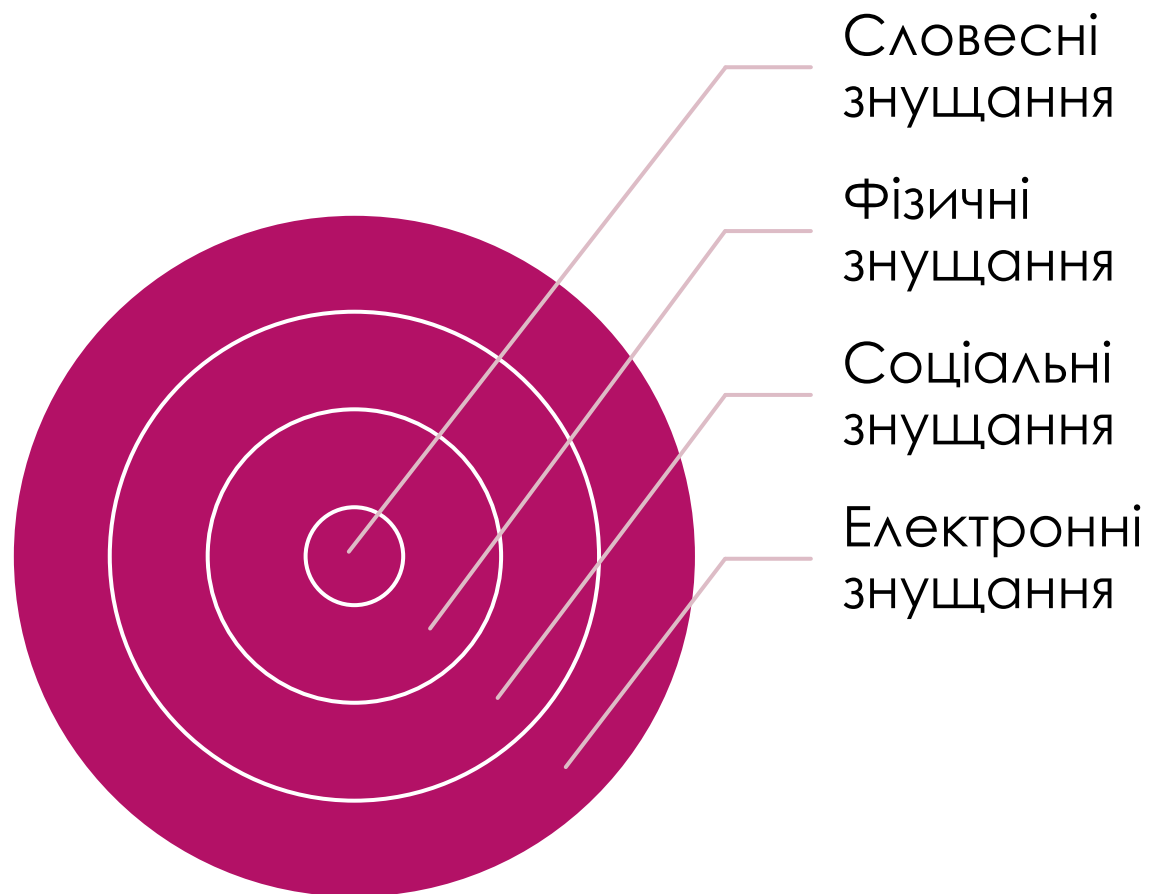 Словесні
знущання
Фізичні
знущання
Соціальні
знущання
Електронні
знущання